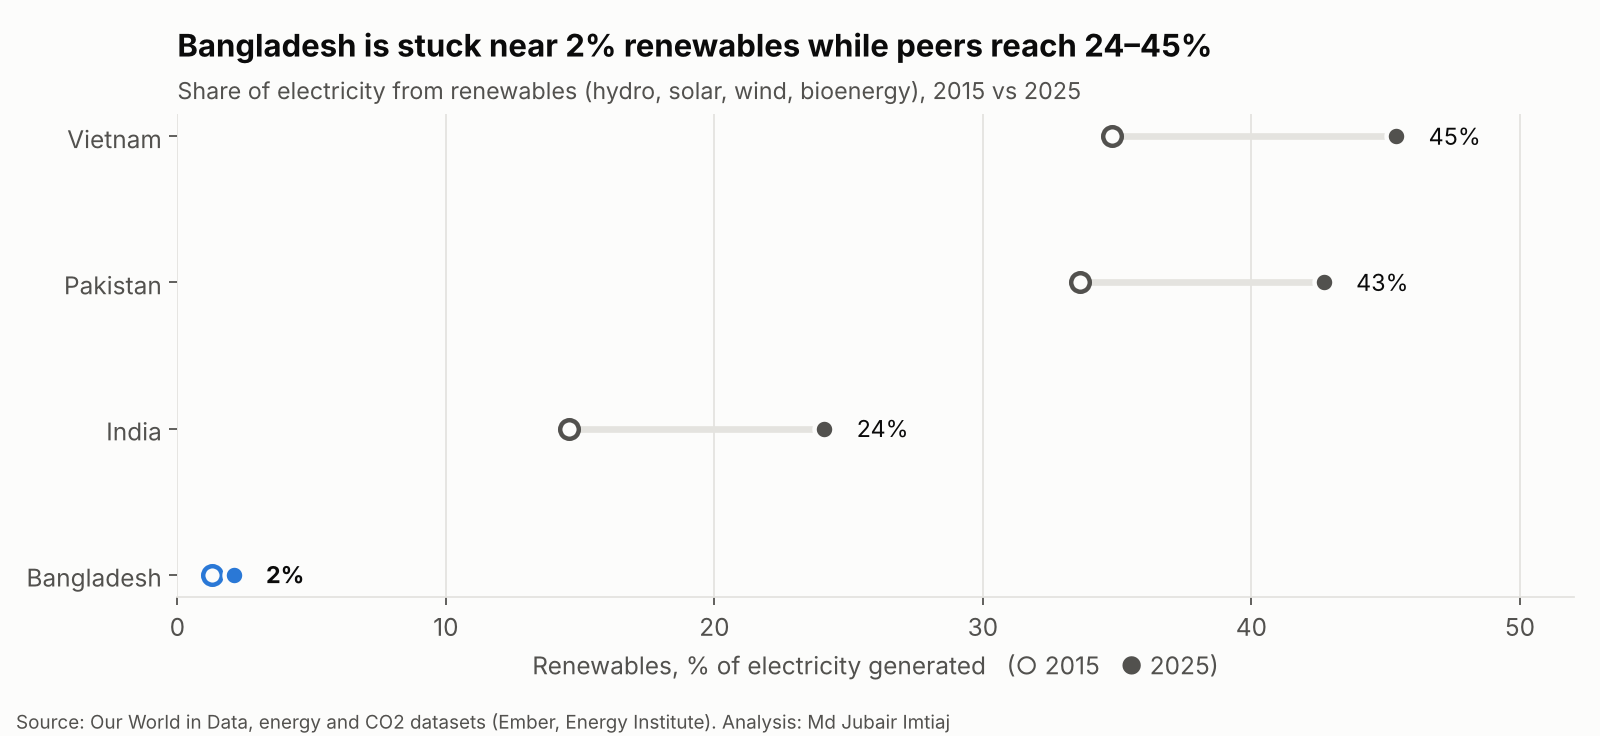 Bangladesh is stuck near 2% renewables while peers reach 24–45%
Share of electricity from renewables (hydro, solar, wind, bioenergy), 2015 vs 2025
Vietnam 45%
Pakistan 43%
India 24%
Bangladesh 2%
0 10 20 30 40 50
Renewables, % of electricity generated (○ 2015 ● 2025)
Source: Our World in Data, energy and CO2 datasets (Ember, Energy Institute). Analysis: Md Jubair Imtiaj